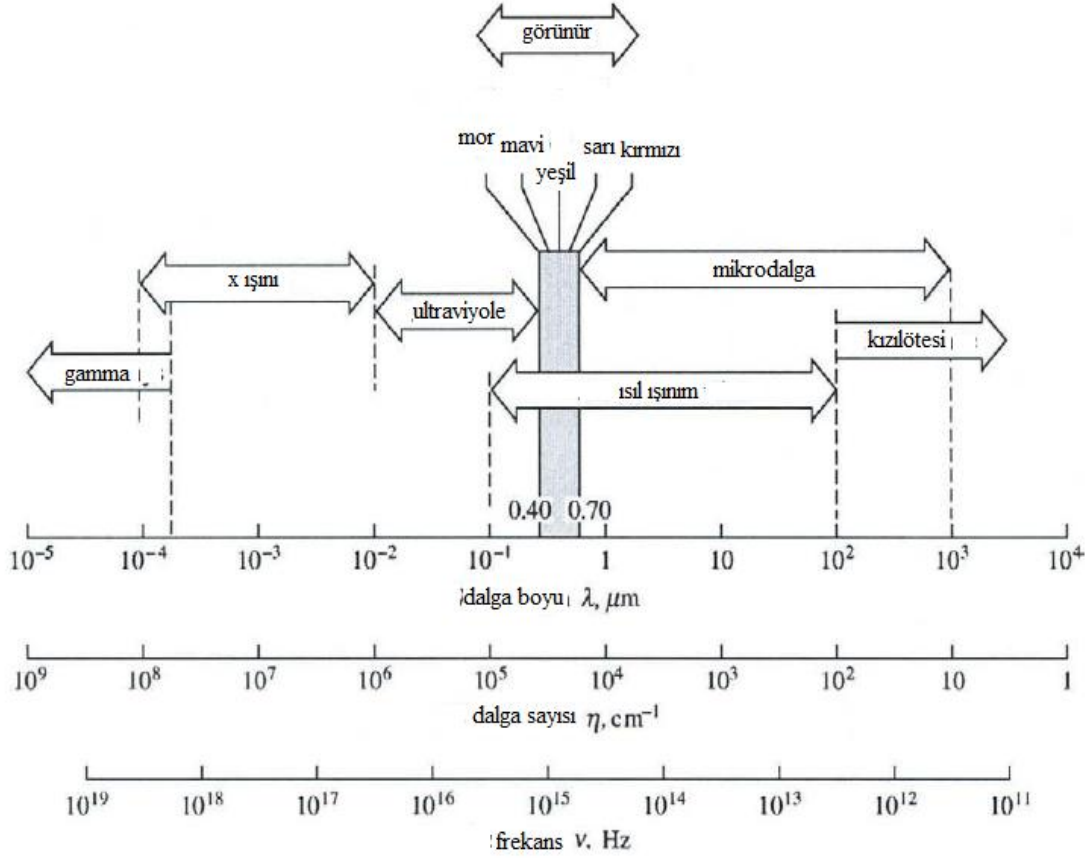 görünür
mor mavi yeşil sarı kırmızı
x ışını
mikrodalga
ultraviyole
kızılötesi
gamma
ısıl ışınım
0.40 0.70
10⁻⁵ 10⁻⁴ 10⁻³ 10⁻² 10⁻¹ 1 10 10² 10³ 10⁴
dalga boyu λ, μm
10⁹ 10⁸ 10⁷ 10⁶ 10⁵ 10⁴ 10³ 10² 10 1
dalga sayısı η, cm⁻¹
10¹⁹ 10¹⁸ 10¹⁷ 10¹⁶ 10¹⁵ 10¹⁴ 10¹³ 10¹² 10¹¹
frekans ν, Hz